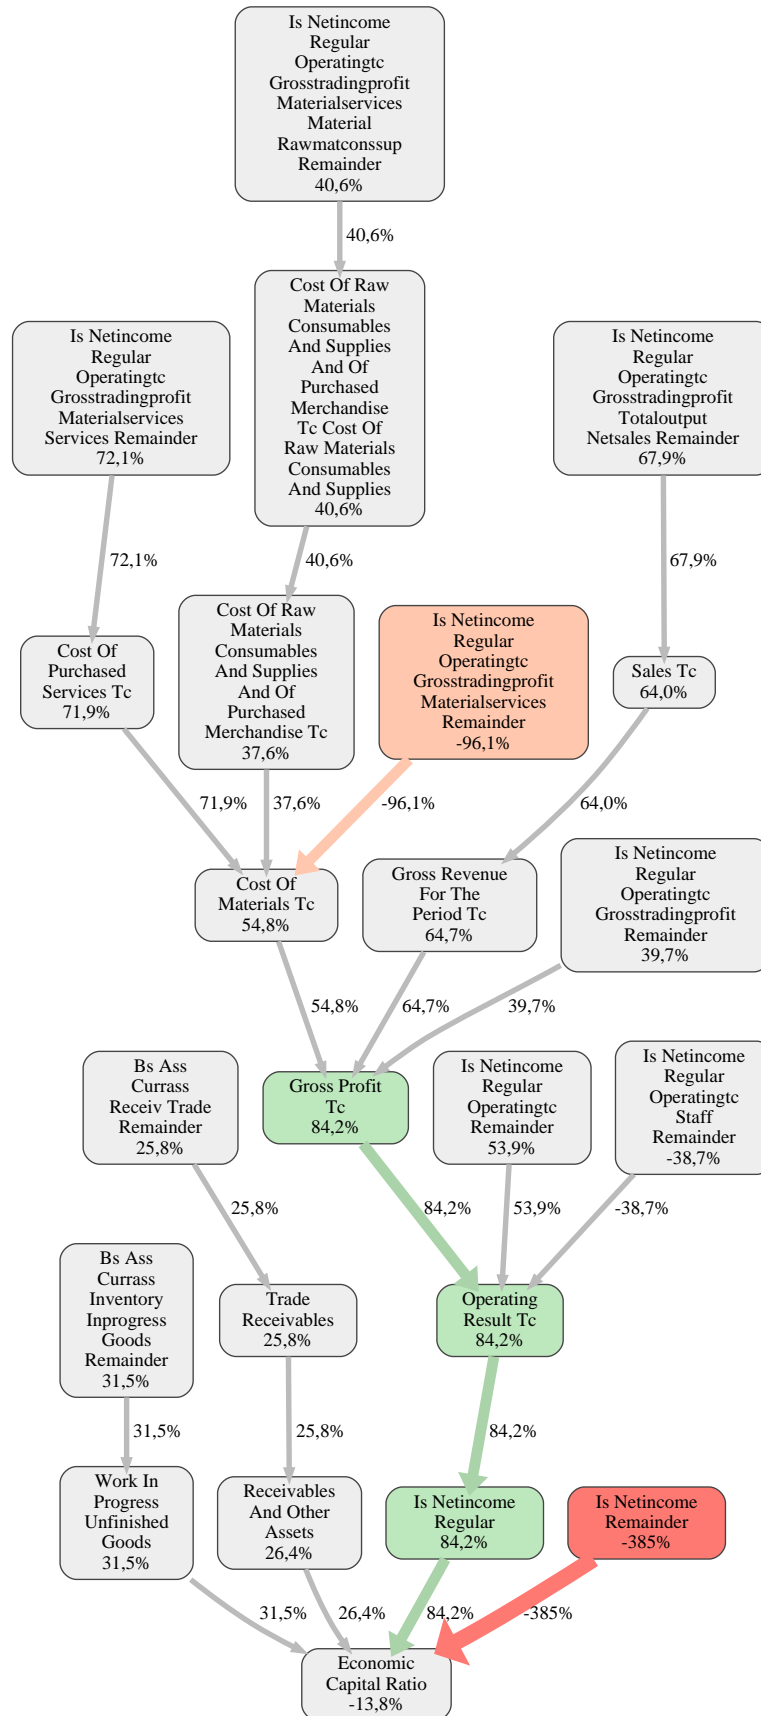 Is Netincome
Regular
Operatingtc
Grosstradingprofit
Materialservices
Material
Rawmatconssup
Remainder
40,6%
40,6%
Cost Of Raw
Materials
Consumables
And Supplies
And Of
Purchased
Merchandise
Tc Cost Of
Raw Materials
Consumables
And Supplies
40,6%
Is Netincome
Regular
Operatingtc
Grosstradingprofit
Materialservices
Services Remainder
72,1%
Is Netincome
Regular
Operatingtc
Grosstradingprofit
Totaloutput
Netsales Remainder
67,9%
72,1%
40,6%
67,9%
Cost Of
Purchased
Services Tc
71,9%
Cost Of Raw
Materials
Consumables
And Supplies
And Of
Purchased
Merchandise Tc
37,6%
Is Netincome
Regular
Operatingtc
Grosstradingprofit
Materialservices
Remainder
-96,1%
Sales Tc
64,0%
71,9%
37,6%
-96,1%
64,0%
Cost Of
Materials Tc
54,8%
Gross Revenue
For The
Period Tc
64,7%
Is Netincome
Regular
Operatingtc
Grosstradingprofit
Remainder
39,7%
54,8%
64,7%
39,7%
Bs Ass
Currass
Receiv Trade
Remainder
25,8%
Gross Profit
Tc
84,2%
Is Netincome
Regular
Operatingtc
Remainder
53,9%
Is Netincome
Regular
Operatingtc
Staff
Remainder
-38,7%
25,8%
84,2%
53,9%
-38,7%
Bs Ass
Currass
Inventory
Inprogress
Goods
Remainder
31,5%
Trade
Receivables
25,8%
Operating
Result Tc
84,2%
31,5%
25,8%
84,2%
Work In
Progress
Unfinished
Goods
31,5%
Receivables
And Other
Assets
26,4%
Is Netincome
Regular
84,2%
Is Netincome
Remainder
-385%
31,5%
26,4%
84,2%
-385%
Economic
Capital Ratio
-13,8%